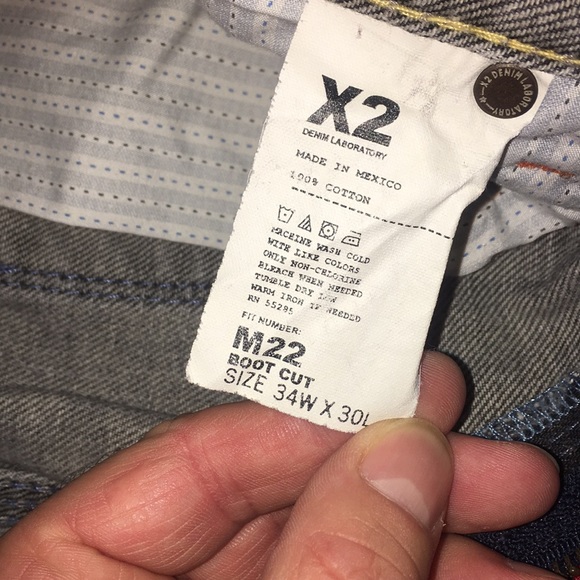 X2
DENIM LABORATORY
MADE IN MEXICO
100% COTTON
MACHINE WASH COLD
WITH LIKE COLORS
ONLY NON-CHLORINE
BLEACH WHEN NEEDED
TUMBLE DRY LOW
WARM IRON IF NEEDED
RN 55285
FIT NUMBER:
M22
BOOT CUT
SIZE 34W X 30L
X2 DENIM LABORATORY